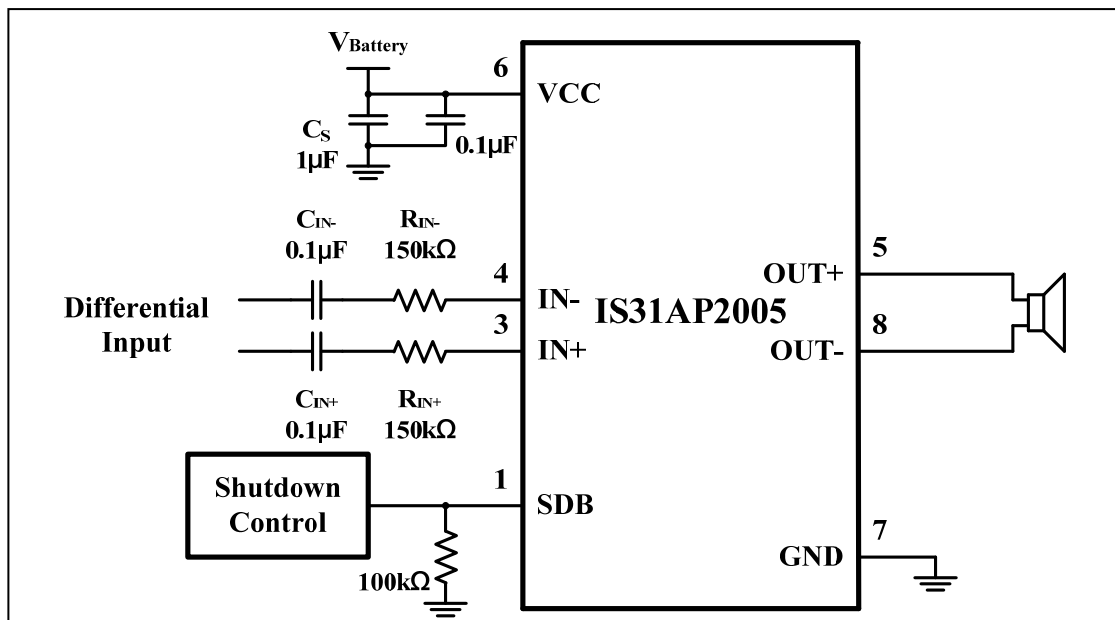 VBattery
6
VCC
CS
1µF
0.1µF
CIN-
0.1µF
RIN-
150kΩ
4
IN-
Differential
Input
3
IN+
CIN+
0.1µF
RIN+
150kΩ
IS31AP2005
OUT+
5
OUT-
8
Shutdown
Control
1
SDB
100kΩ
GND
7